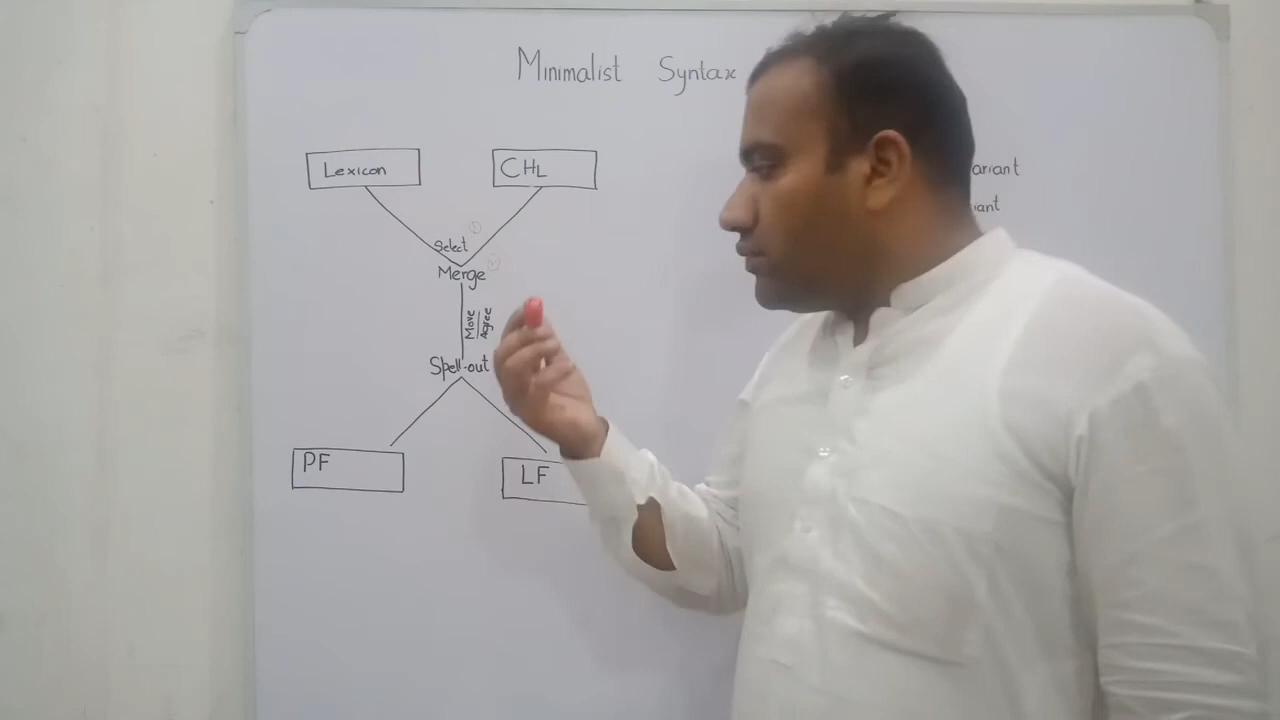 Minimalist Syntax
Lexicon
CHL
ariant
iant
Select
Merge
Move
Agree
Spell-out
PF
LF